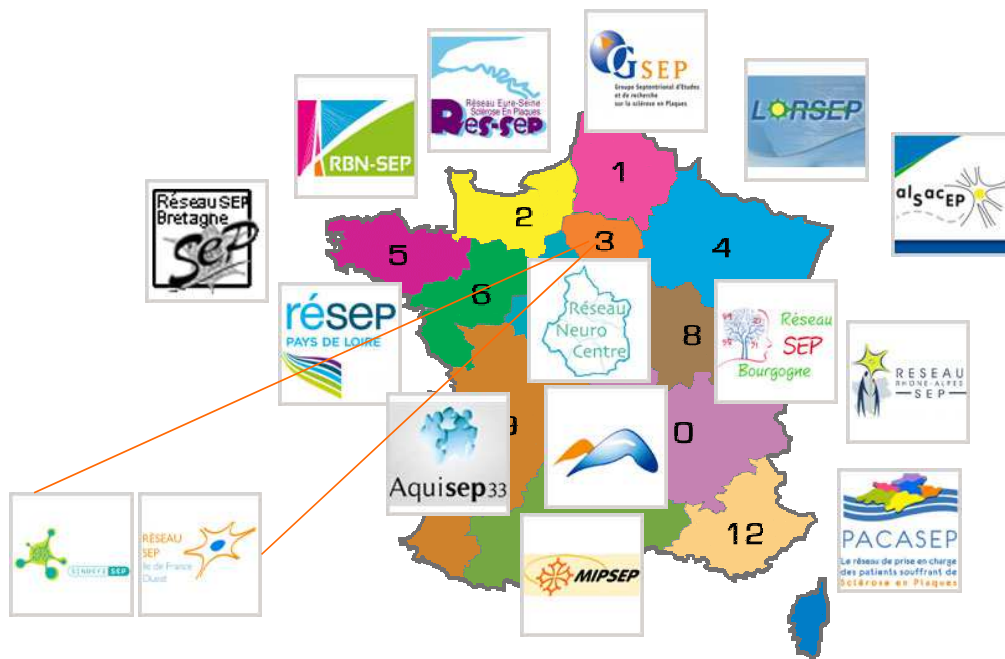 GSEP
Groupe Septentrional d'Etudes
et de recherche
sur la sclérose en Plaques
Réseau Eure-Seine
Sclérose En Plaques
Res-sep
LORSEP
RBN-SEP
alsacEP
Réseau SEP
Bretagne
SeP
1
2
3
4
5
6
résep
PAYS DE LOIRE
Réseau
Neuro
Centre
8
Réseau
SEP
Bourgogne
RESEAU
RHONE-ALPES
SEP
9
0
Aquisep33
12
MIPSEP
PACASEP
Le réseau de prise en charge
des patients souffrant de
Sclérose en Plaques
SINDEFI SEP
RÉSEAU
SEP
Ile de France
Ouest